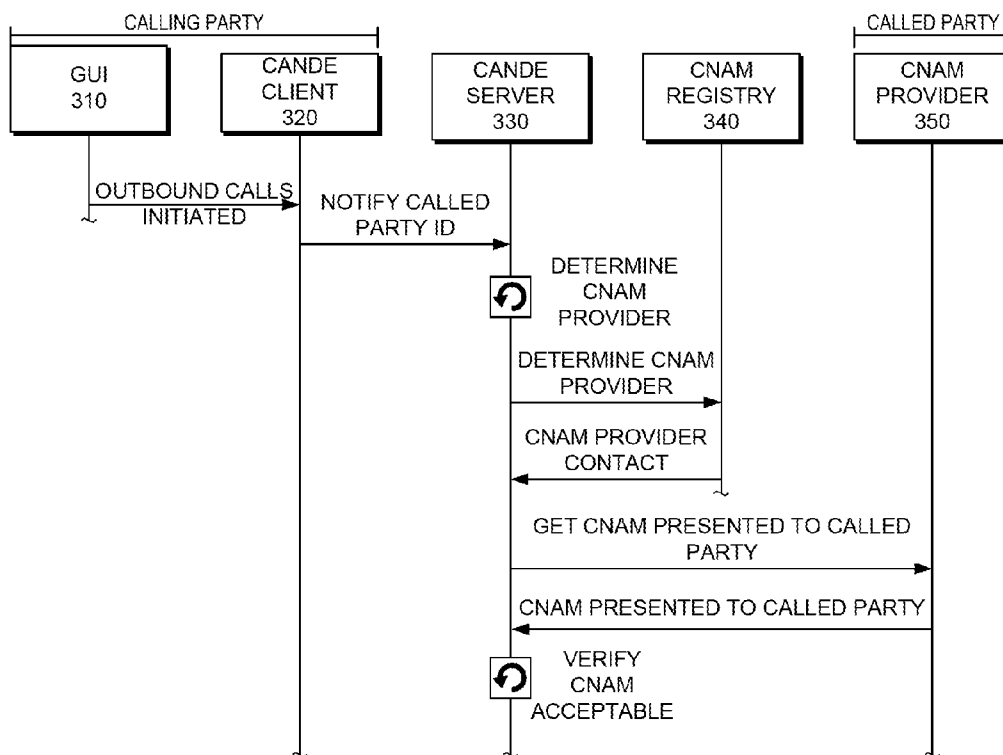 CALLING PARTY
CALLED PARTY
GUI
310
CANDE
CLIENT
320
CANDE
SERVER
330
CNAM
REGISTRY
340
CNAM
PROVIDER
350
OUTBOUND CALLS
INITIATED
NOTIFY CALLED
PARTY ID
DETERMINE
CNAM
PROVIDER
DETERMINE CNAM
PROVIDER
CNAM PROVIDER
CONTACT
GET CNAM PRESENTED TO CALLED
PARTY
CNAM PRESENTED TO CALLED PARTY
VERIFY
CNAM
ACCEPTABLE